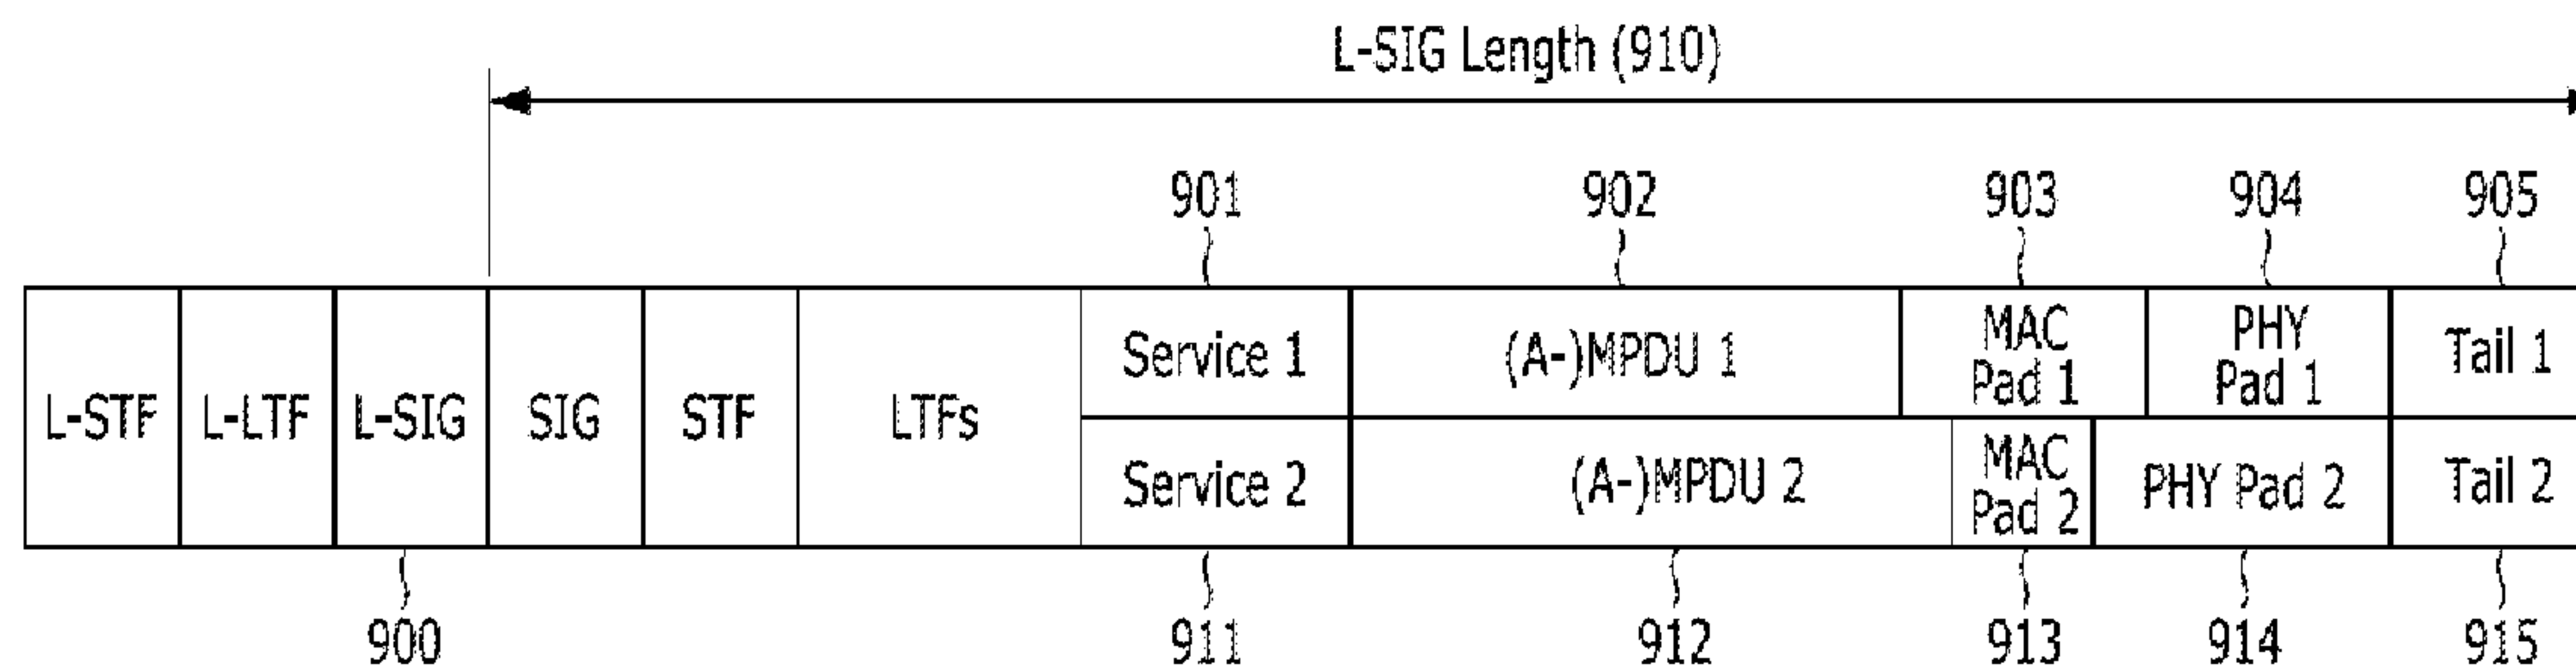 L-SIG Length (910)
901 902 903 904 905
L-STF L-LTF L-SIG SIG STF LTFs
Service 1 (A-)MPDU 1 MAC Pad 1 PHY Pad 1 Tail 1
Service 2 (A-)MPDU 2 MAC Pad 2 PHY Pad 2 Tail 2
900 911 912 913 914 915